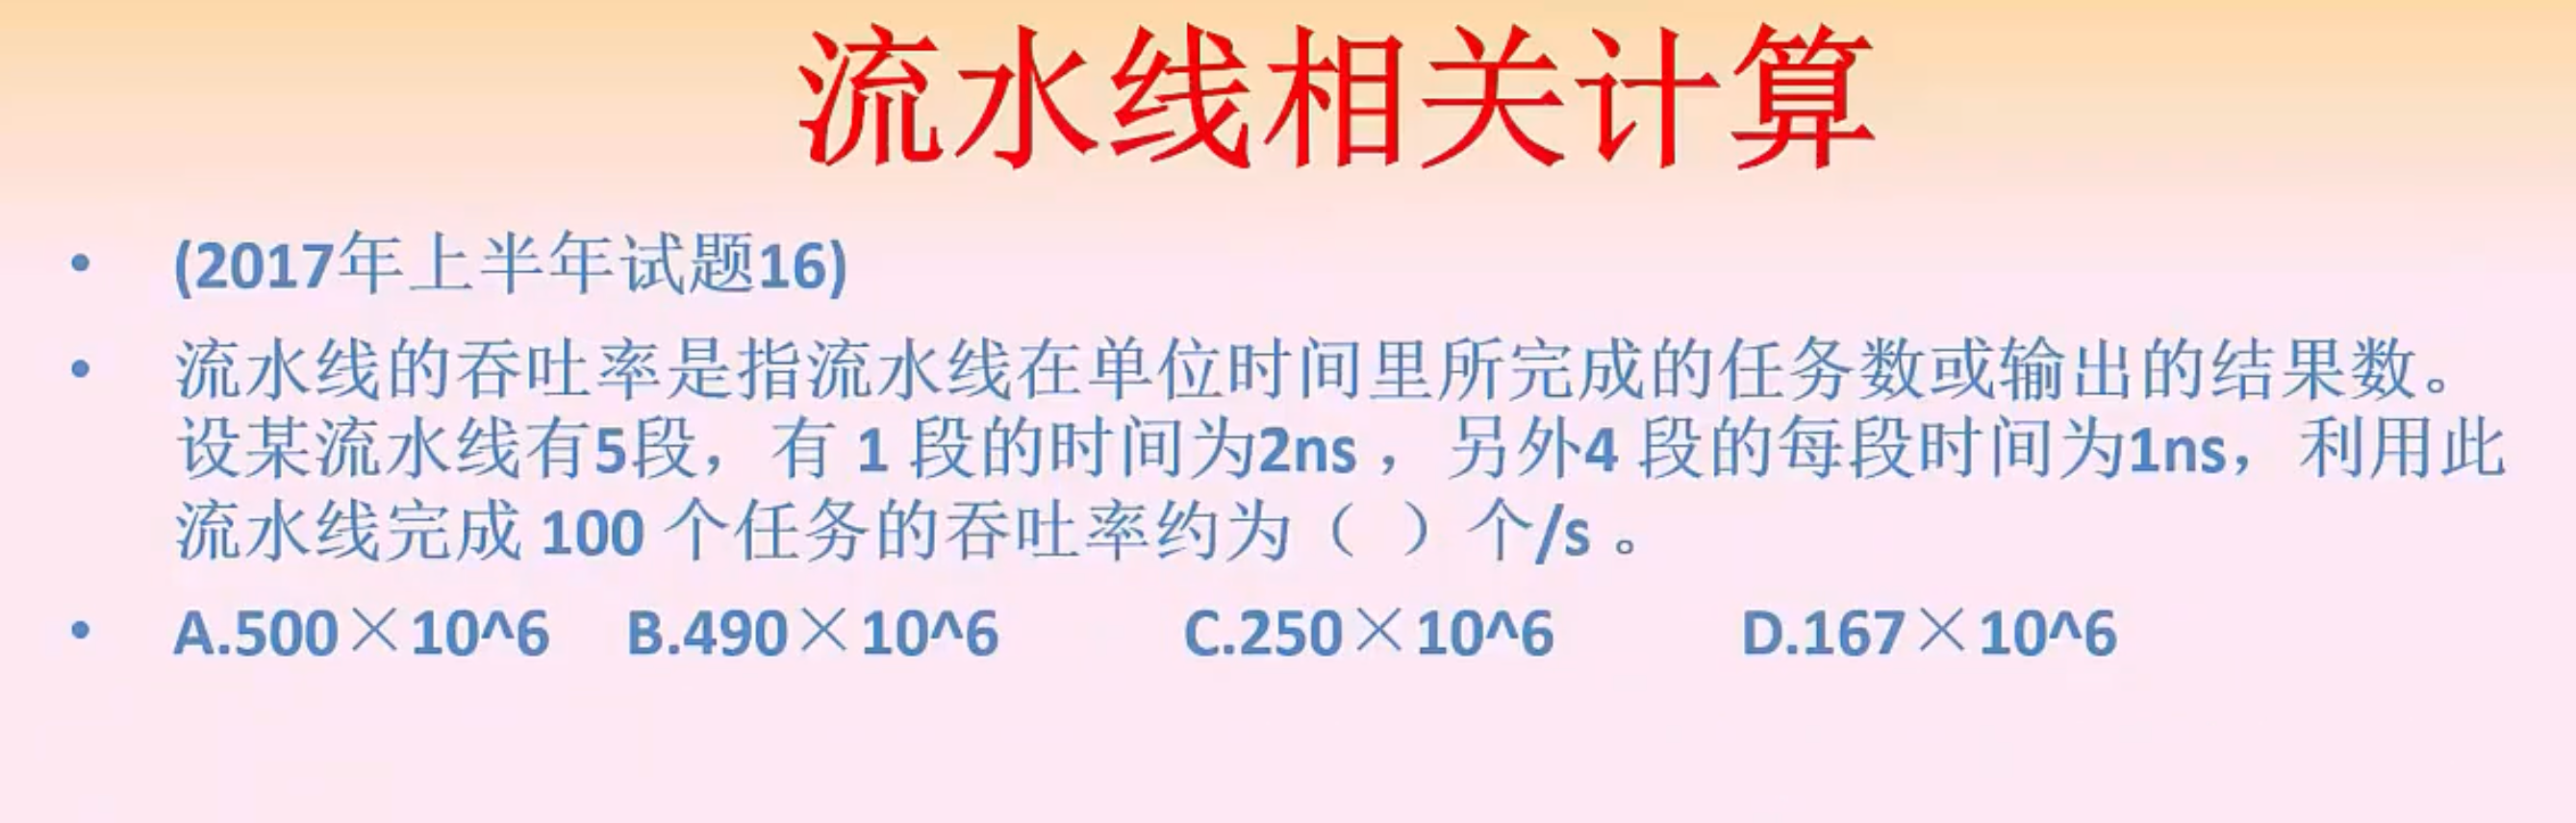 流水线相关计算
• (2017年上半年试题16)
• 流水线的吞吐率是指流水线在单位时间里所完成的任务数或输出的结果数。
设某流水线有5段，有 1 段的时间为2ns ，另外4 段的每段时间为1ns，利用此
流水线完成 100 个任务的吞吐率约为（ ）个/s 。
• A.500×10^6 B.490×10^6 C.250×10^6 D.167×10^6